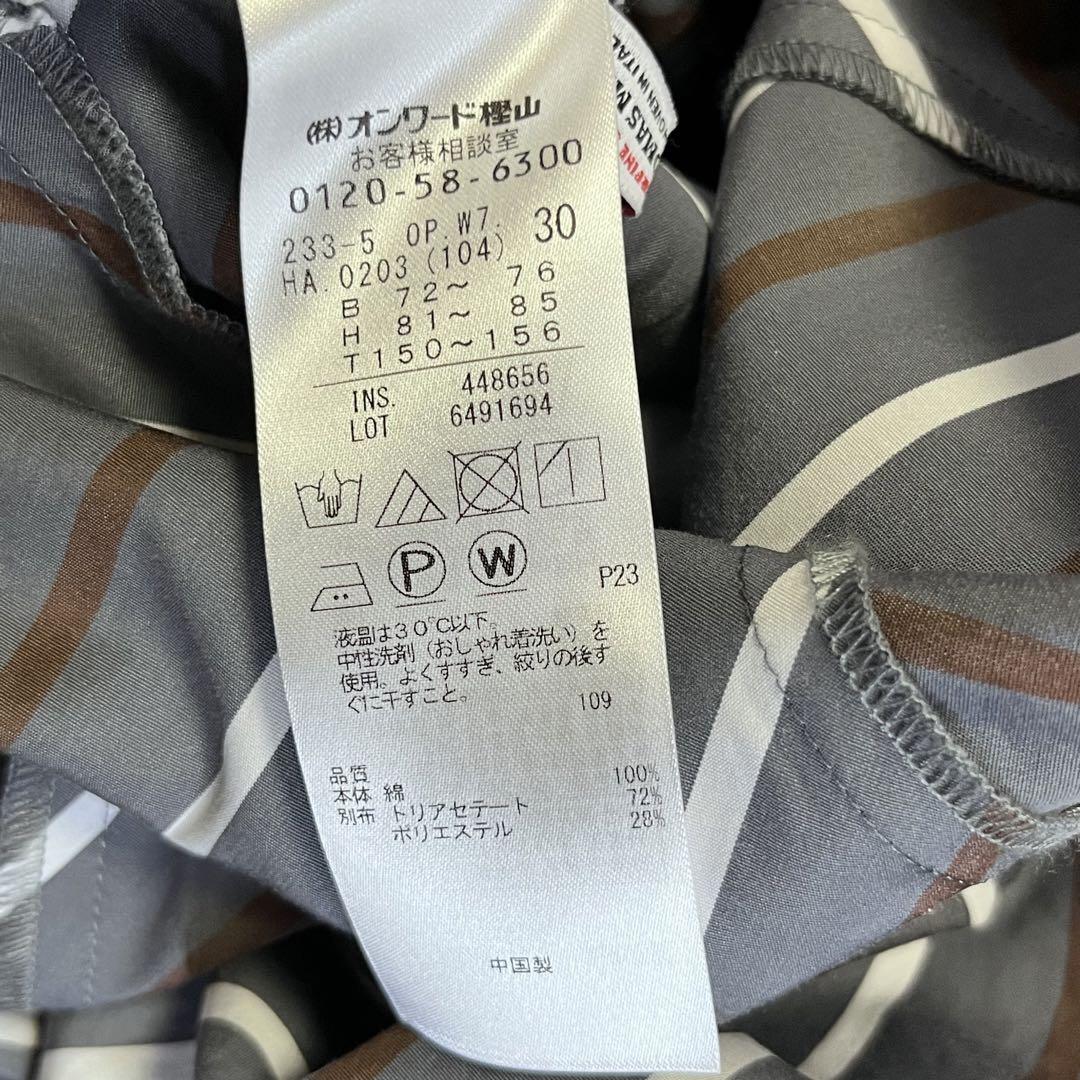 (株)オンワード樫山
お客様相談室
0120-58-6300
233-5 OP.W7. 30
HA.0203 (104)
B 72~ 76
H 81~ 85
T150~156
INS. 448656
LOT 6491694
P W
P23
液温は30℃以下。
中性洗剤(おしゃれ着洗い)を
使用。よくすすぎ、絞りの後す
ぐに干すこと。 109
品質
本体 綿 100%
別布 トリアセテート 72%
ポリエステル 28%
中国製
MAS M
IN ITAL